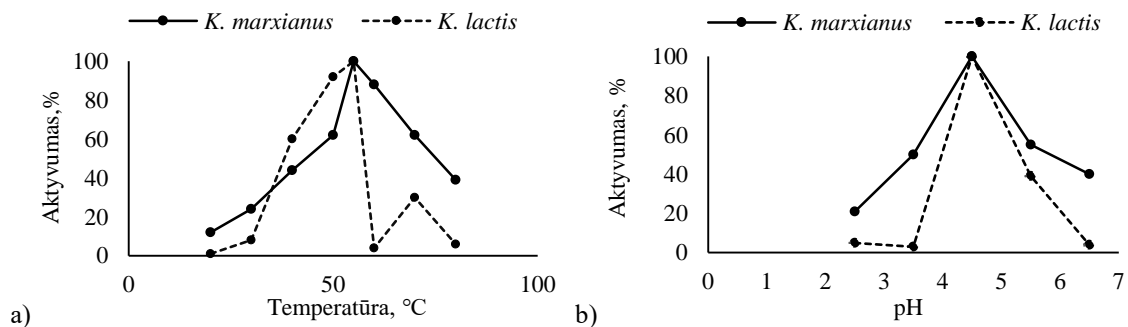 K. marxianus K. lactis
Aktyvumas,%
100
80
60
40
20
0
0 50 100
Temperatūra, °C
a)
K. marxianus K. lactis
Aktyvumas, %
100
80
60
40
20
0
0 1 2 3 4 5 6 7
pH
b)